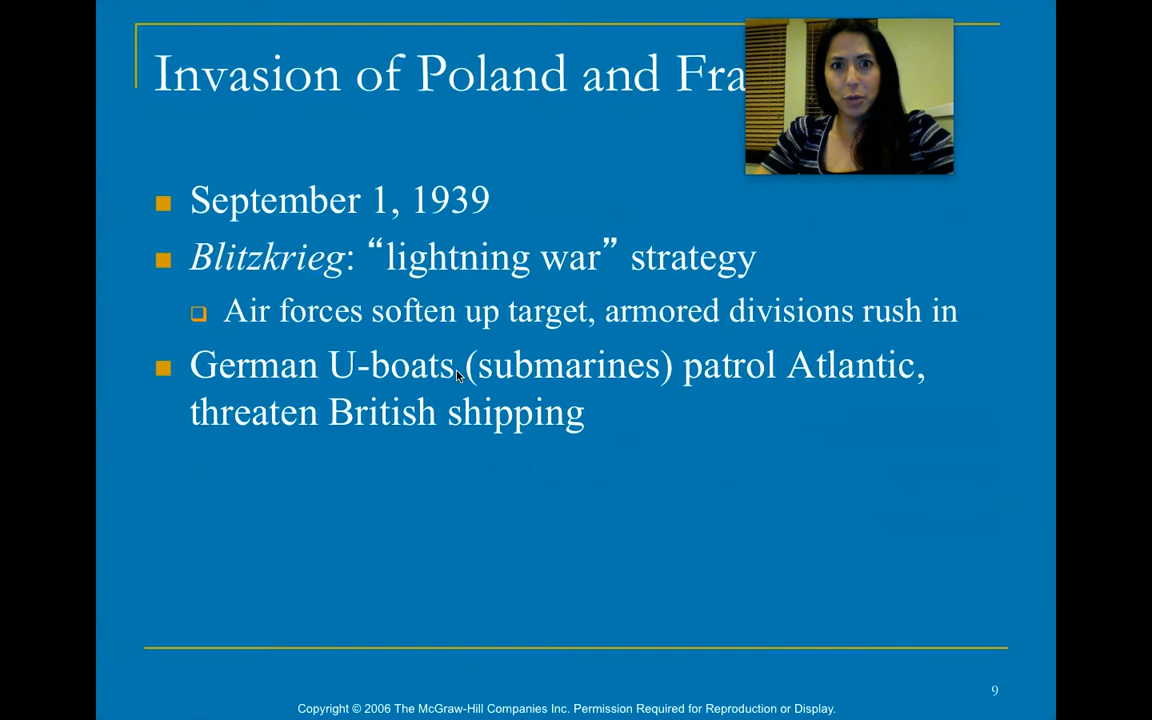 Invasion of Poland and
September 1, 1939
Blitzkrieg: “lightning war” strategy
Air forces soften up target, armored divisions rush in
German U-boats (submarines) patrol Atlantic,
threaten British shipping
9
Copyright © 2006 The McGraw-Hill Companies Inc. Permission Required for Reproduction or Display.